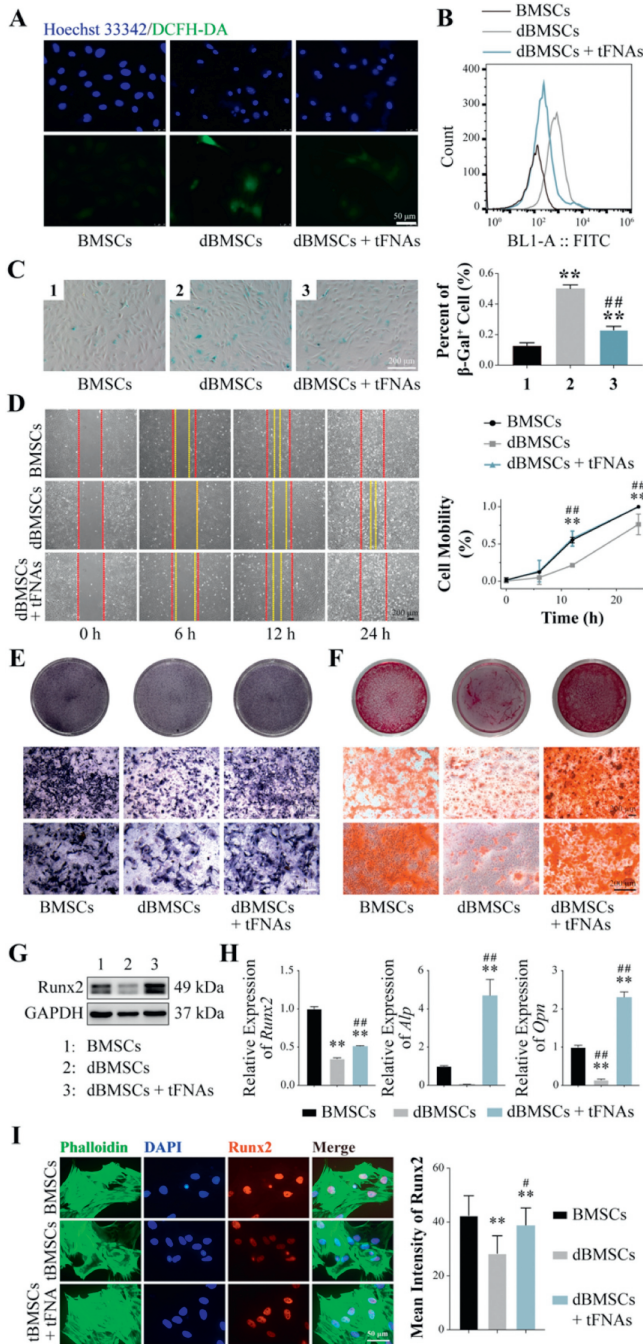 A
Hoechst 33342/DCFH-DA
BMSCs
dBMSCs
dBMSCs + tFNAs
50 μm
B
BMSCs
dBMSCs
dBMSCs + tFNAs
Count
400
300
200
100
0
10⁰
10²
10⁴
10⁶
BL1-A :: FITC
C
1
2
3
200 μm
BMSCs
dBMSCs
dBMSCs + tFNAs
Percent of
β-Gal⁺ Cell (%)
0.6
0.4
0.2
0.0
**
##
**
1
2
3
D
BMSCs
dBMSCs
dBMSCs
+ tFNAs
0 h
6 h
12 h
24 h
200 μm
BMSCs
dBMSCs
dBMSCs + tFNAs
Cell Mobility
(%)
1.0
0.5
0.0
##
**
##
**
0
10
20
Time (h)
E
BMSCs
dBMSCs
dBMSCs
+ tFNAs
F
BMSCs
dBMSCs
dBMSCs
+ tFNAs
G
1 2 3
Runx2
49 kDa
GAPDH
37 kDa
1: BMSCs
2: dBMSCs
3: dBMSCs + tFNAs
H
Relative Expression
of Runx2
1.5
1.0
0.5
0.0
**
##
**
Relative Expression
of Alp
6
4
2
0
##
**
Relative Expression
of Opn
3
2
1
0
##
**
##
**
BMSCs
dBMSCs
dBMSCs + tFNAs
I
Phalloidin
DAPI
Runx2
Merge
BMSCs
tBMSCs
tBMSCs
+ tFNA
50 μm
Mean Intensity of Runx2
60
40
20
0
**
#
**
BMSCs
dBMSCs
dBMSCs
+ tFNAs